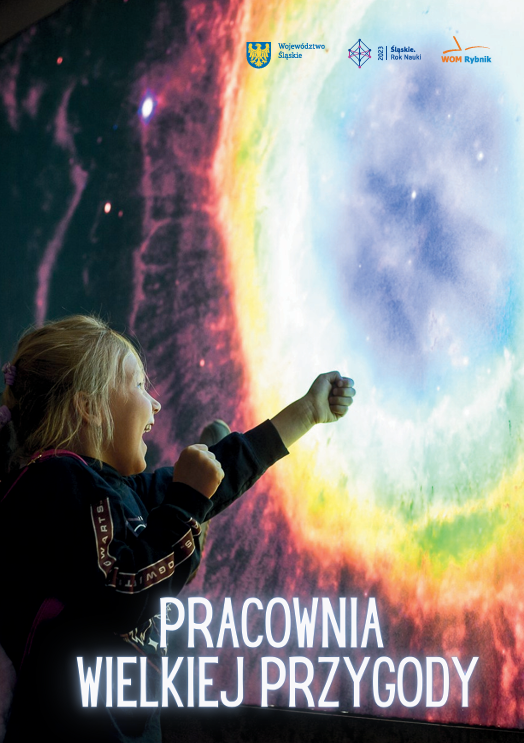 Województwo
Śląskie
2023
Śląskie.
Rok Nauki
WOM Rybnik
PRACOWNIA
WIELKIEJ PRZYGODY